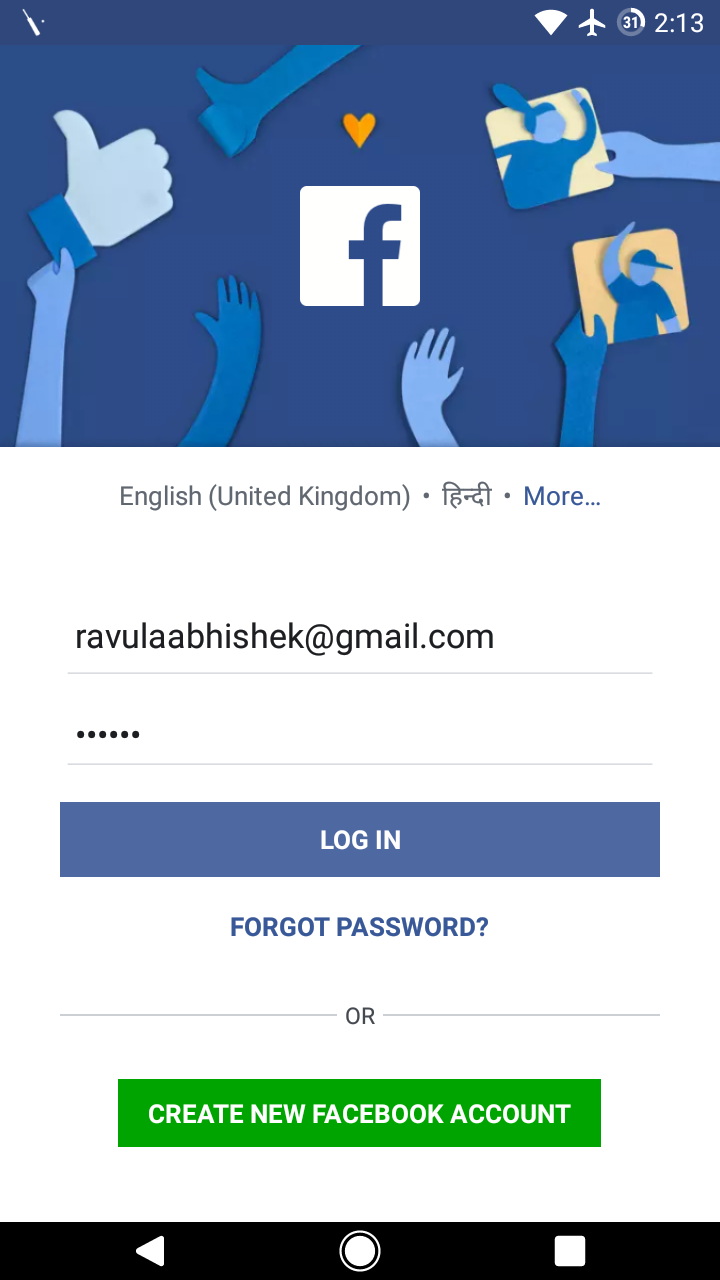 31 2:13
f
English (United Kingdom) • हिन्दी • More...
ravulaabhishek@gmail.com
••••••
LOG IN
FORGOT PASSWORD?
OR
CREATE NEW FACEBOOK ACCOUNT